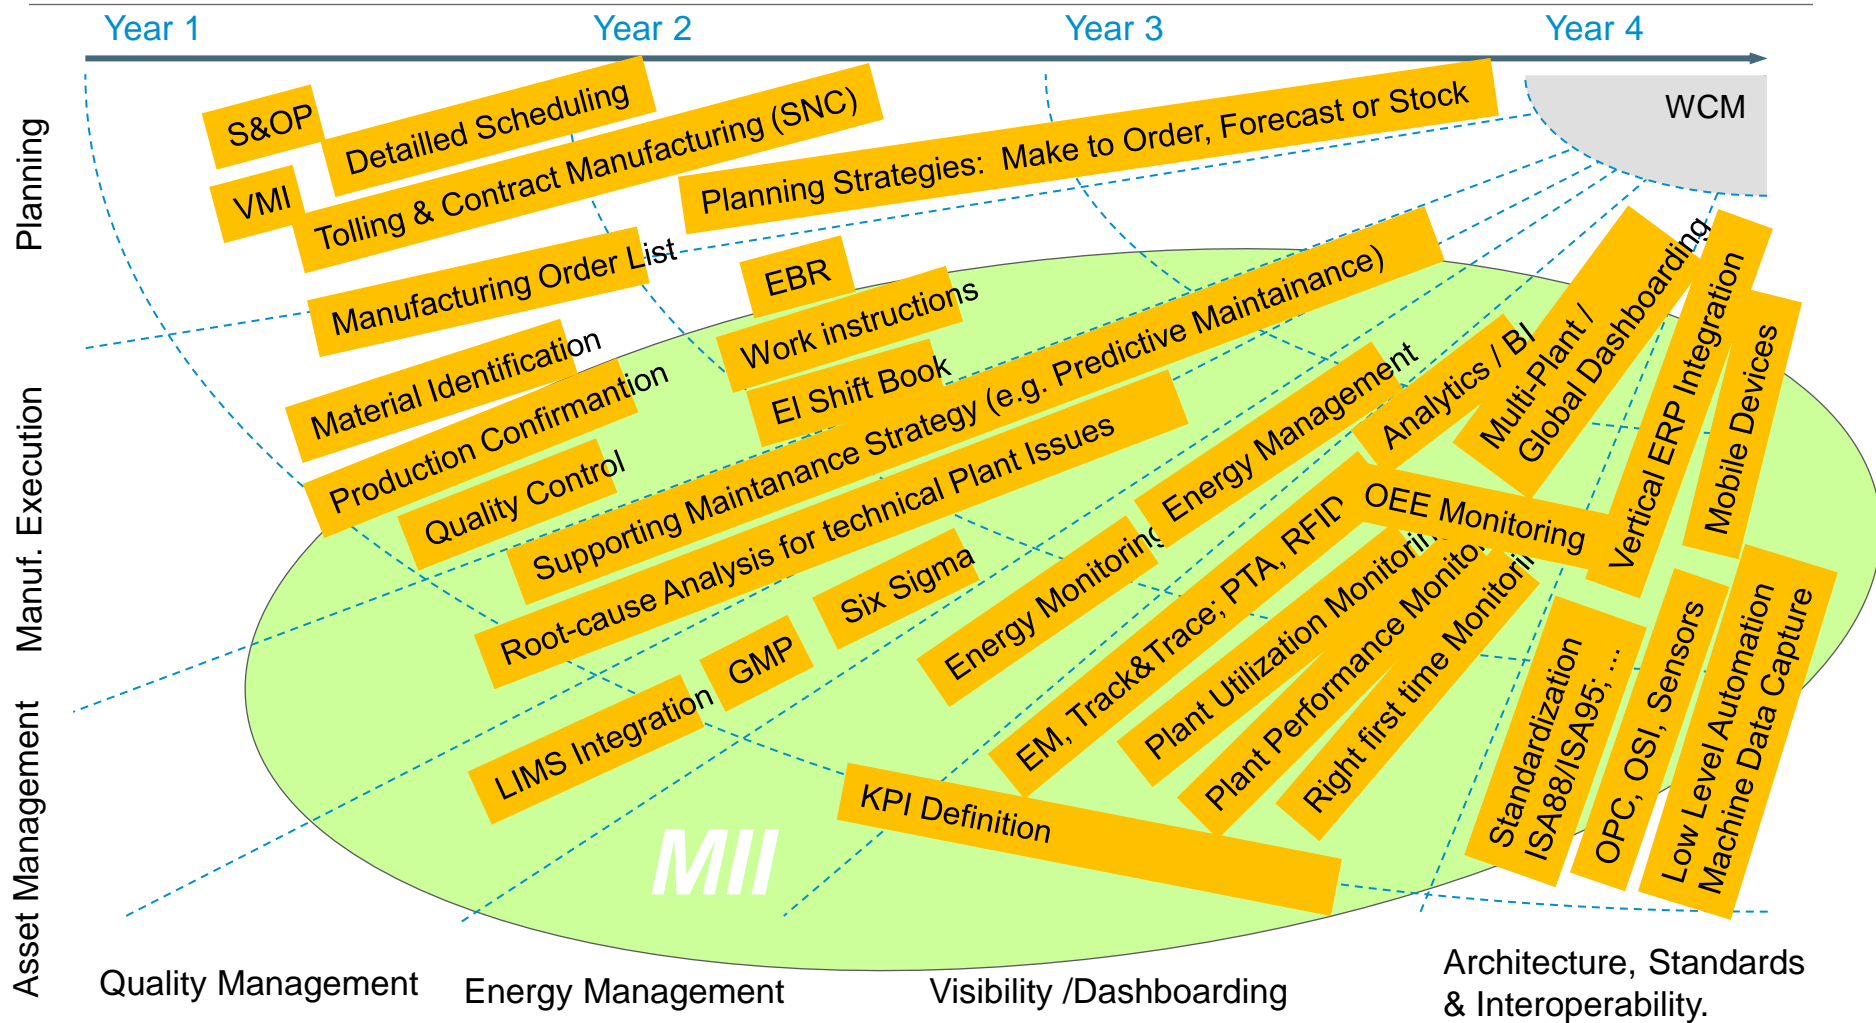 Year 1
Year 2
Year 3
Year 4
WCM
Planning
Manuf. Execution
Asset Management
S&OP
Detailled Scheduling
VMI
Tolling & Contract Manufacturing (SNC)
Planning Strategies:  Make to Order, Forecast or Stock
Manufacturing Order List
EBR
Work instructions
El Shift Book
Material Identification
Production Confirmantion
Quality Control
Supporting Maintanance Strategy (e.g. Predictive Maintainance)
Root-cause Analysis for technical Plant Issues
Six Sigma
GMP
LIMS Integration
Energy Monitoring
Energy Management
Analytics / BI
Multi-Plant /
Global Dashboarding
Vertical ERP Integration
Mobile Devices
OEE Monitoring
EM, Track&Trace; PTA, RFID
Plant Utilization Monitorin
Plant Performance Monitor
Right first time Monitorin
KPI Definition
Standardization
ISA88/ISA95; ...
OPC, OSI, Sensors
Low Level Automation
Machine Data Capture
MII
Quality Management
Energy Management
Visibility /Dashboarding
Architecture, Standards
& Interoperability.